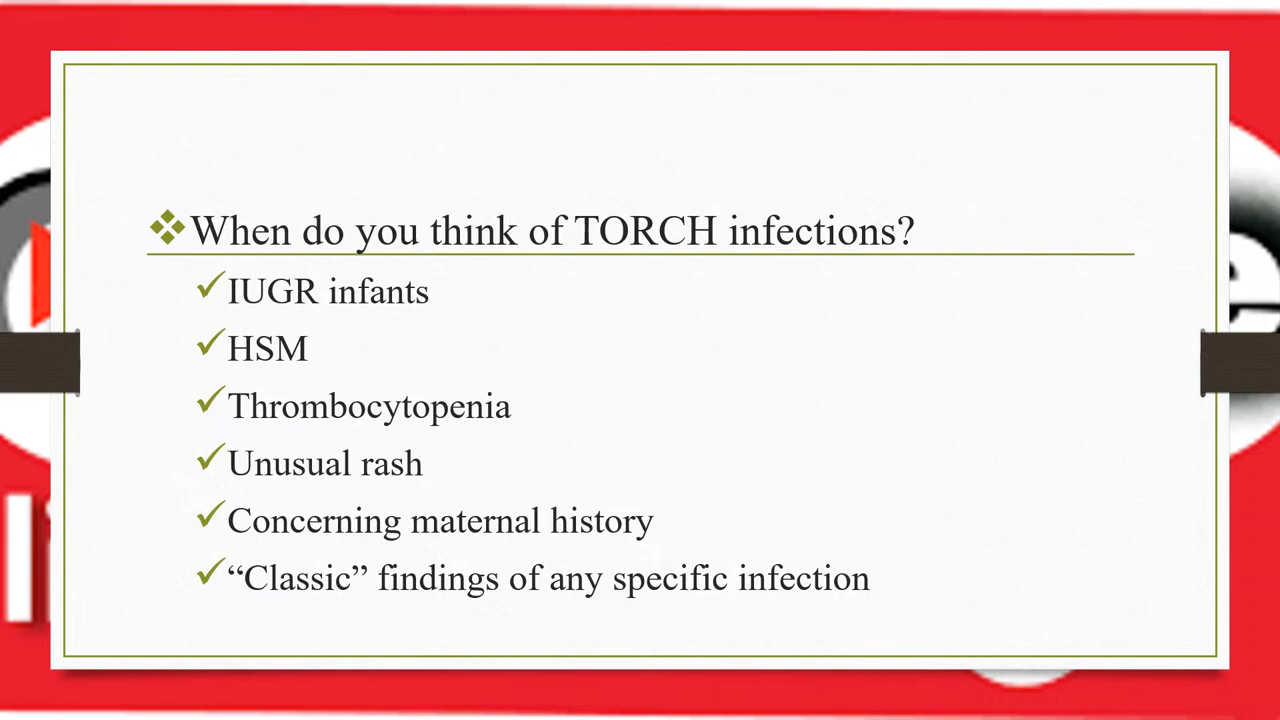 When do you think of TORCH infections?
IUGR infants
HSM
Thrombocytopenia
Unusual rash
Concerning maternal history
“Classic” findings of any specific infection